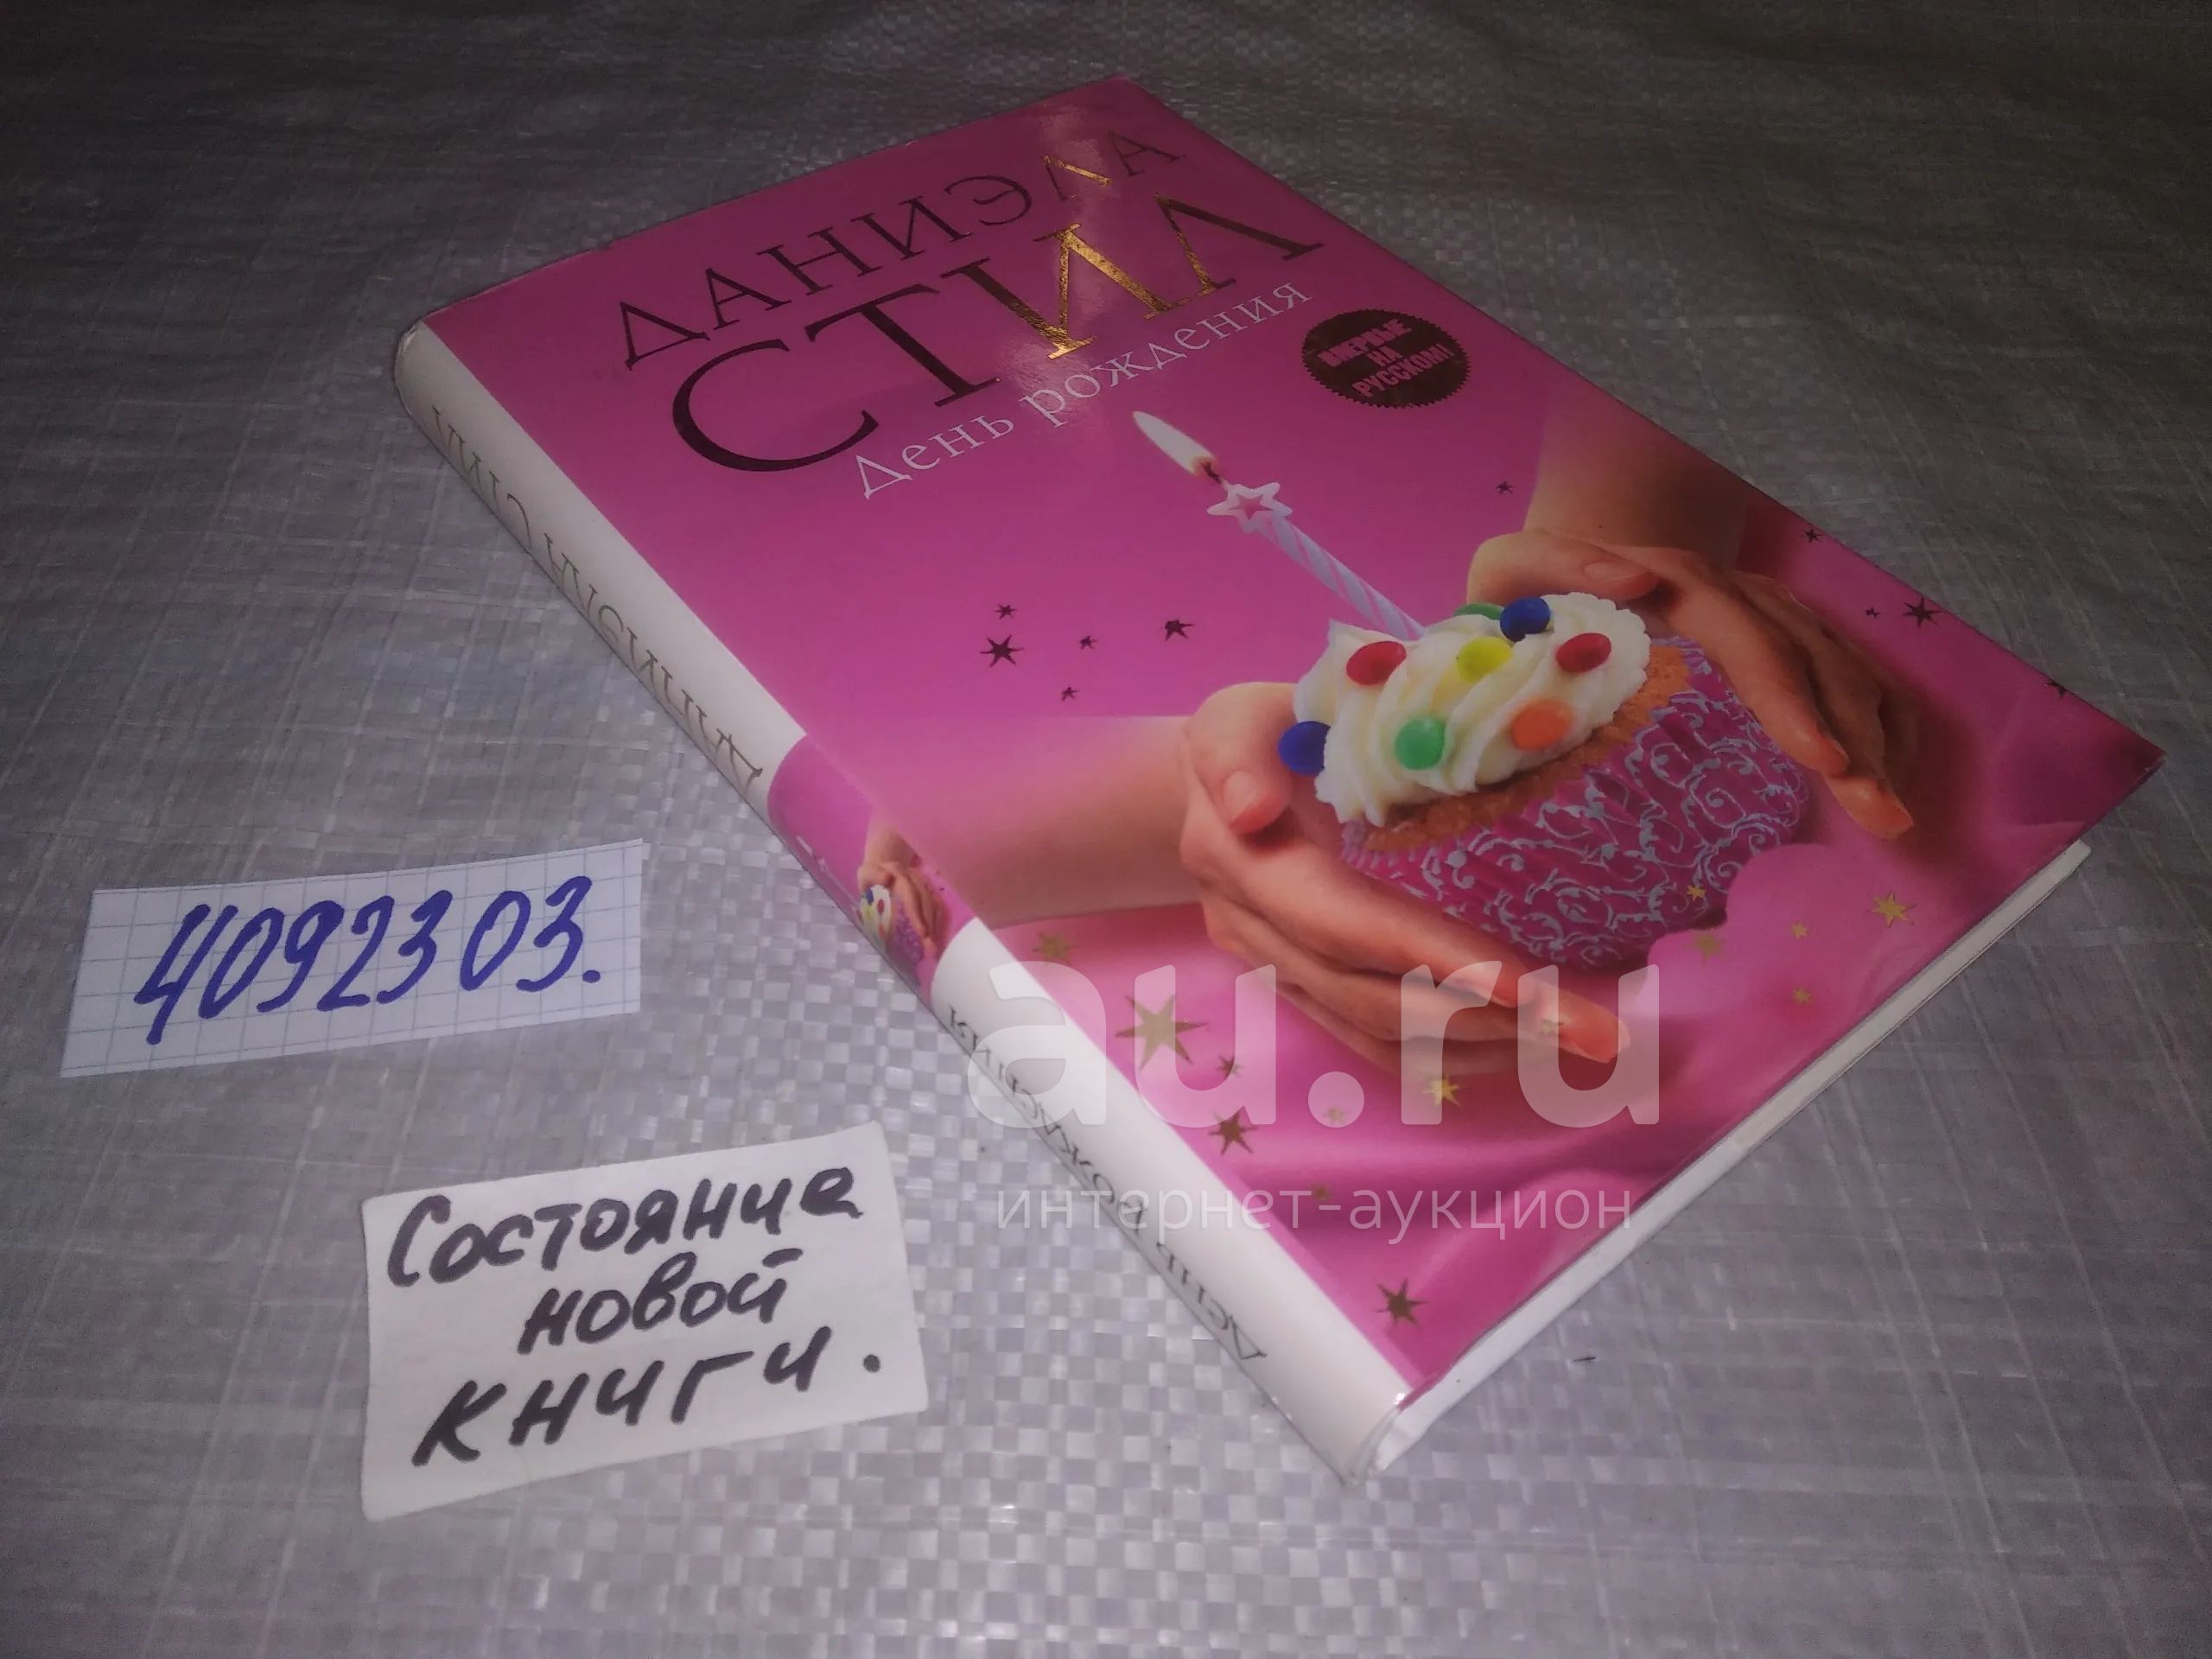 ДАНИЭЛА
СТИЛ
День рождения
ВПЕРВЫЕ
НА
РУССКОМ!
ДАНИЭЛА СТИЛ
День рождения
4092303.
Состояние
новой
книги.
au.ru
интернет-аукцион